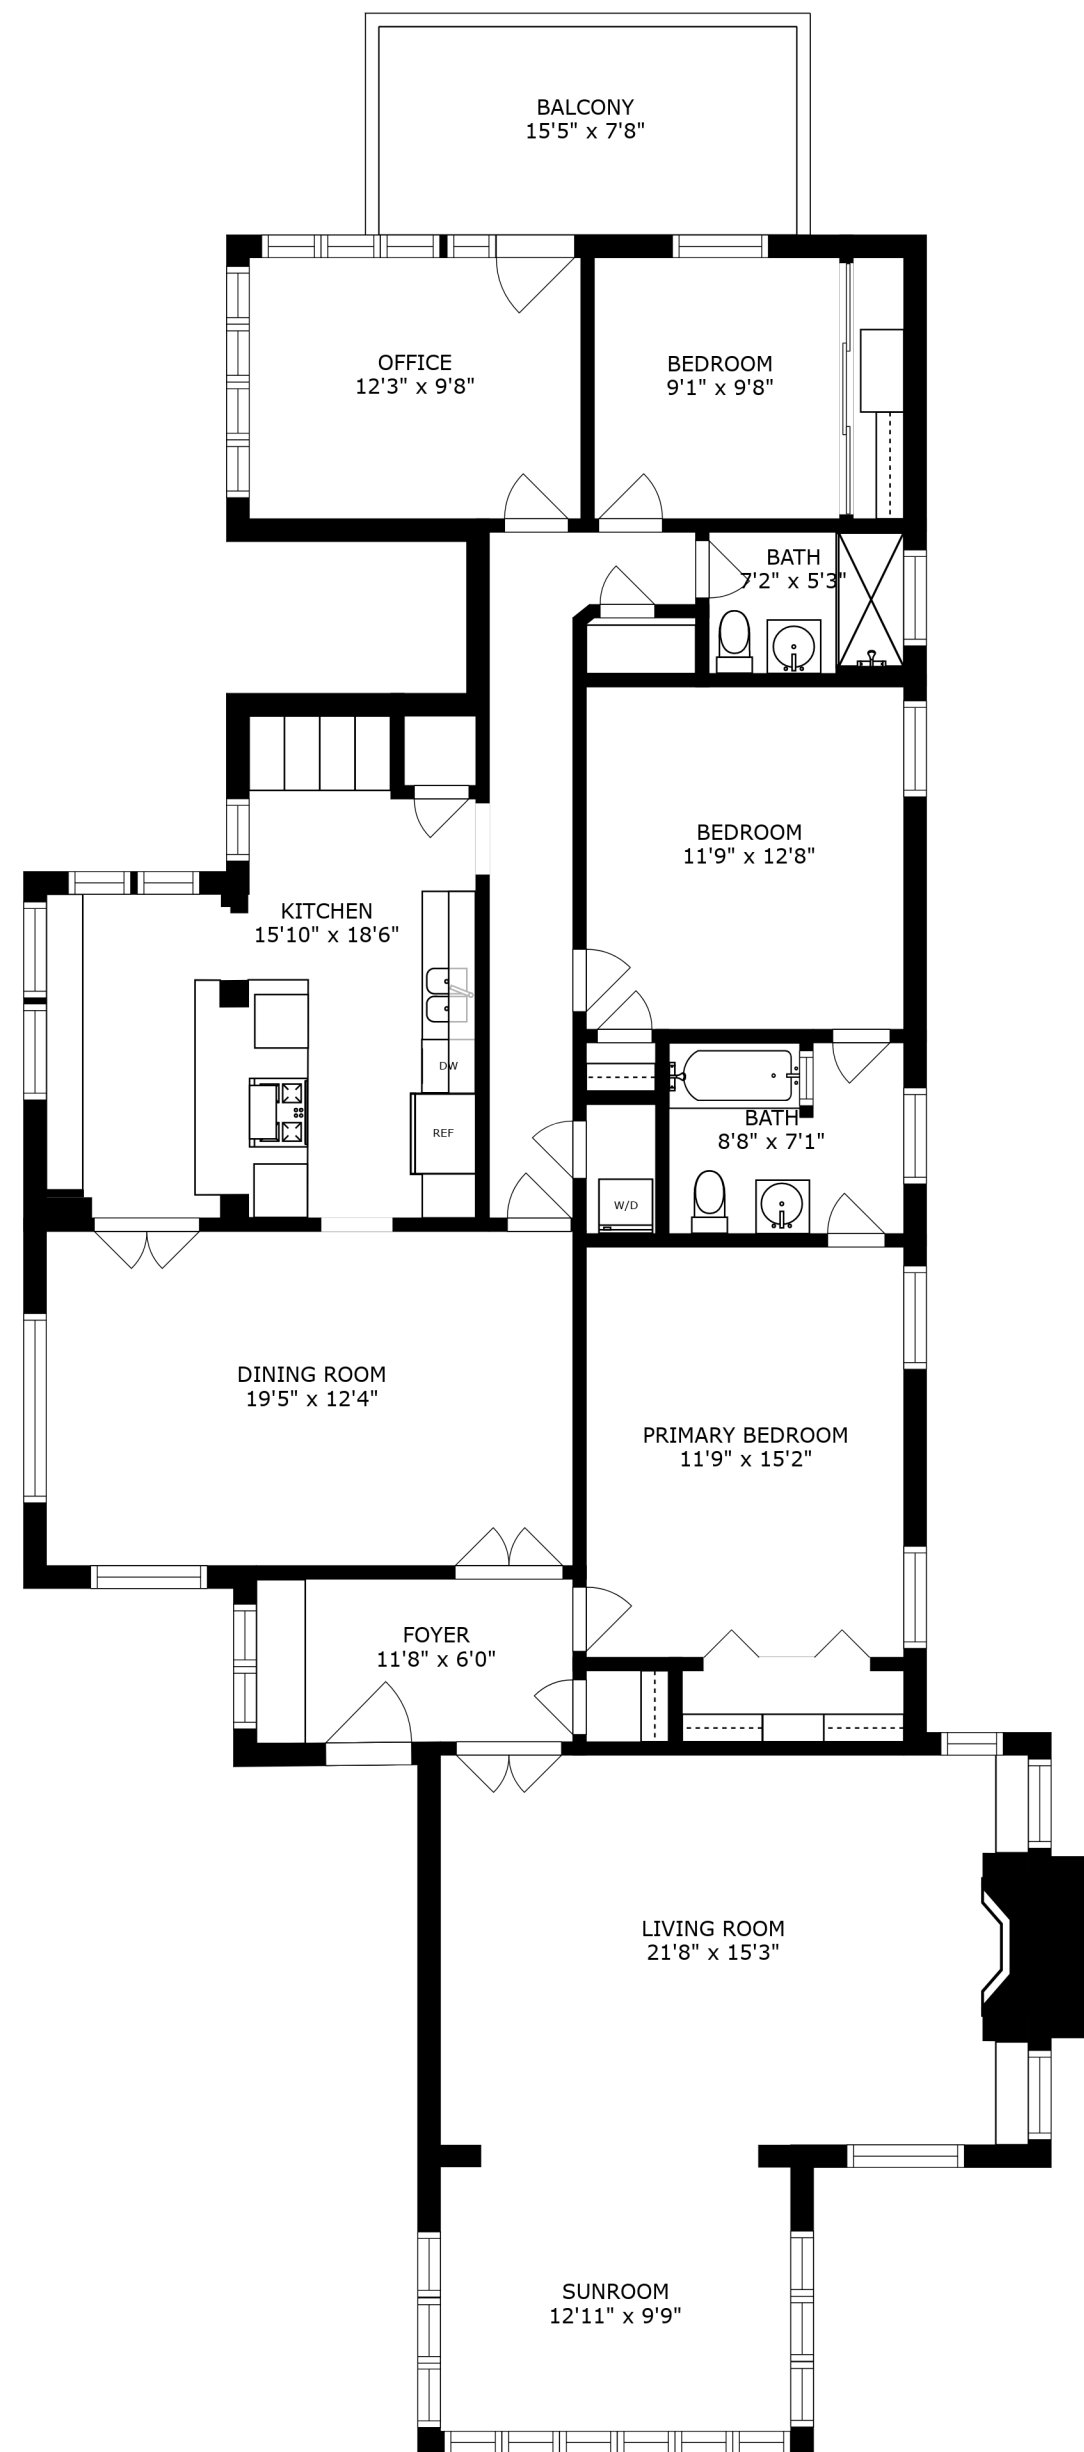 BALCONY
15'5" x 7'8"
OFFICE
12'3" x 9'8"
BEDROOM
9'1" x 9'8"
BATH
7'2" x 5'3"
BEDROOM
11'9" x 12'8"
KITCHEN
15'10" x 18'6"
DW
REF
BATH
8'8" x 7'1"
W/D
DINING ROOM
19'5" x 12'4"
PRIMARY BEDROOM
11'9" x 15'2"
FOYER
11'8" x 6'0"
LIVING ROOM
21'8" x 15'3"
SUNROOM
12'11" x 9'9"